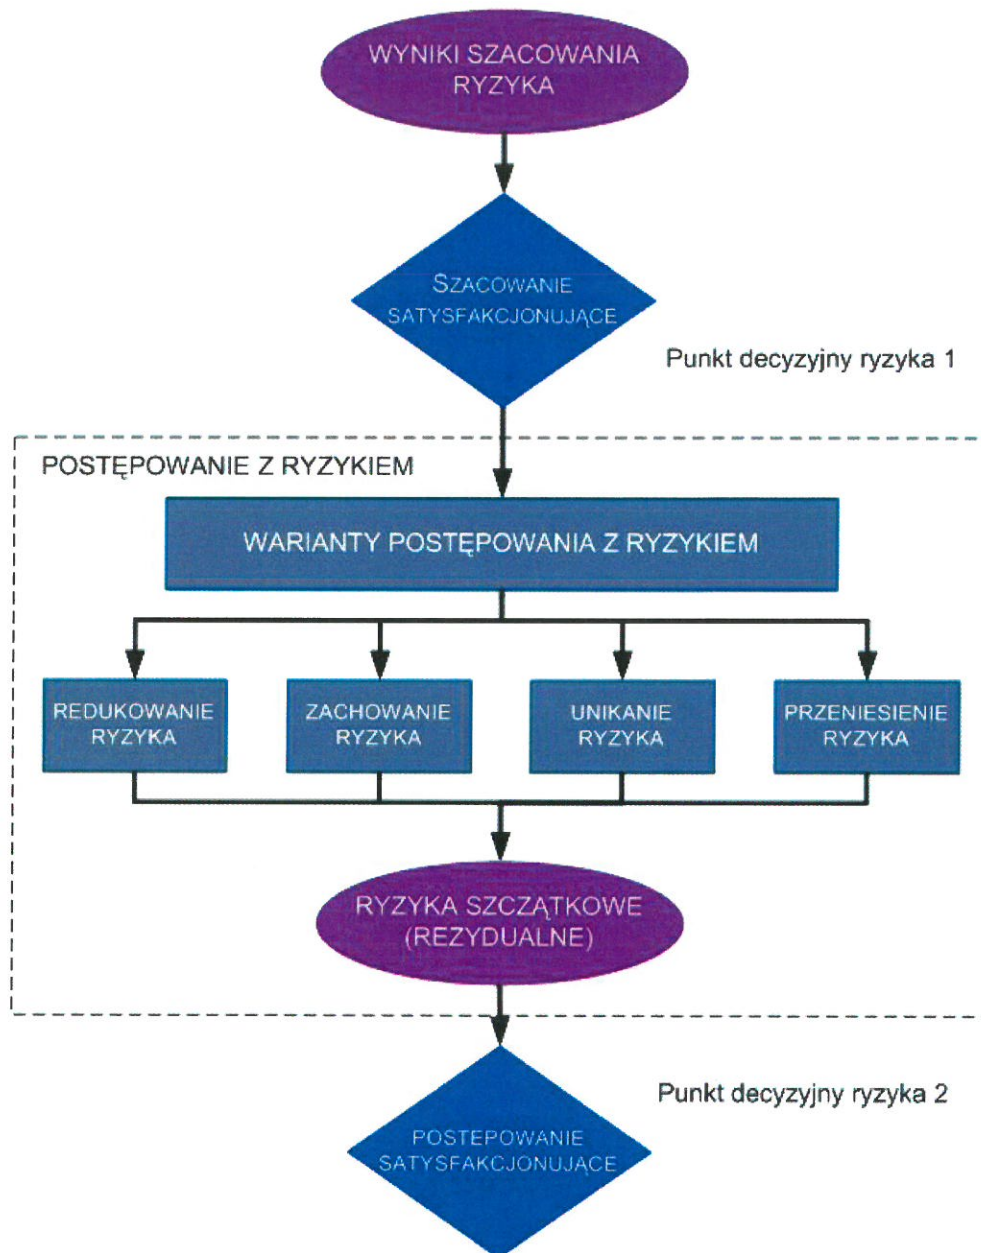 WYNIKI SZACOWANIA
RYZYKA
SZACOWANIE
SATYSFAKCJONUJĄCE
Punkt decyzyjny ryzyka 1
POSTĘPOWANIE Z RYZYKIEM
WARIANTY POSTĘPOWANIA Z RYZYKIEM
REDUKOWANIE
RYZYKA
ZACHOWANIE
RYZYKA
UNIKANIE
RYZYKA
PRZENIESIENIE
RYZYKA
RYZYKA SZCZĄTKOWE
(REZYDUALNE)
Punkt decyzyjny ryzyka 2
POSTEPOWANIE
SATYSFAKCJONUJĄCE